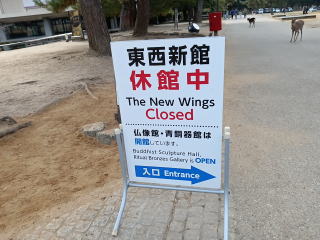 東西新館
休館中
The New Wings
Closed
仏像館・青銅器館は
開館しています。
Buddhist Sculpture Hall,
Ritual Bronzes Gallery is OPEN
入口 Entrance